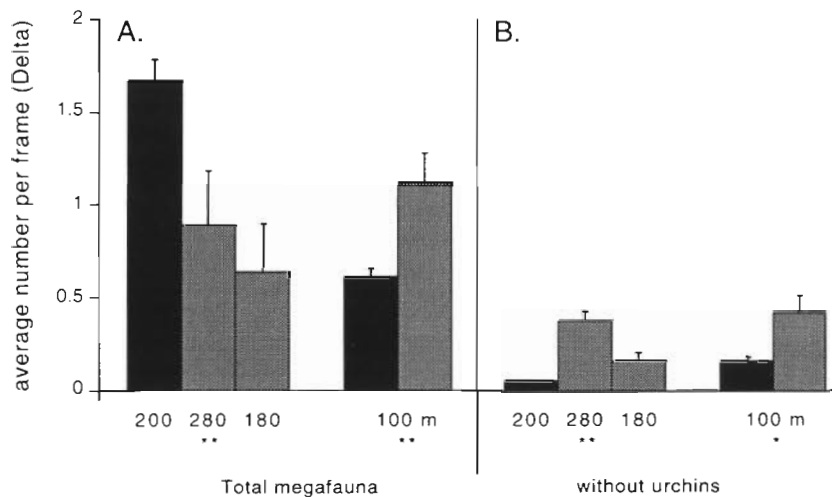 average number per frame (Delta)
2
1.5
1
0.5
0
A.
B.
200 280 180 100 m
** **
200 280 180 100 m
** *
Total megafauna
without urchins